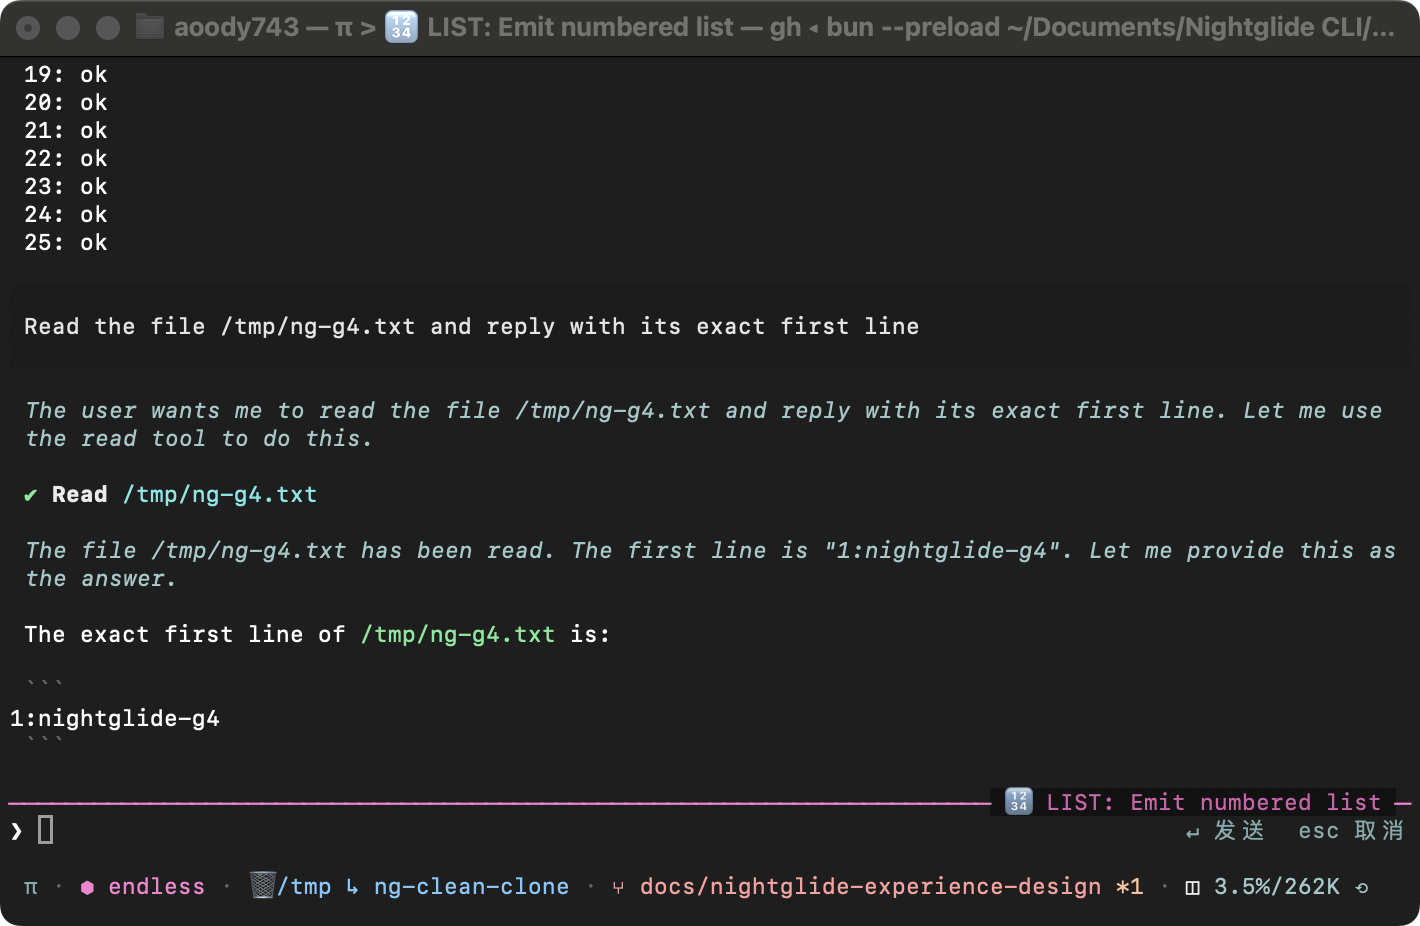 aoody743 — π > 🔢 LIST: Emit numbered list — gh ◂ bun --preload ~/Documents/Nightglide CLI/...
19: ok
20: ok
21: ok
22: ok
23: ok
24: ok
25: ok
Read the file /tmp/ng-g4.txt and reply with its exact first line
The user wants me to read the file /tmp/ng-g4.txt and reply with its exact first line. Let me use
the read tool to do this.
✔ Read /tmp/ng-g4.txt
The file /tmp/ng-g4.txt has been read. The first line is "1:nightglide-g4". Let me provide this as
the answer.
The exact first line of /tmp/ng-g4.txt is:
```
1:nightglide-g4
```
🔢 LIST: Emit numbered list
❯ ↵ 发送 esc 取消
π · ⬢ endless · 🗑/tmp ↳ ng-clean-clone · ⑂ docs/nightglide-experience-design *1 · ◫ 3.5%/262K ⟲